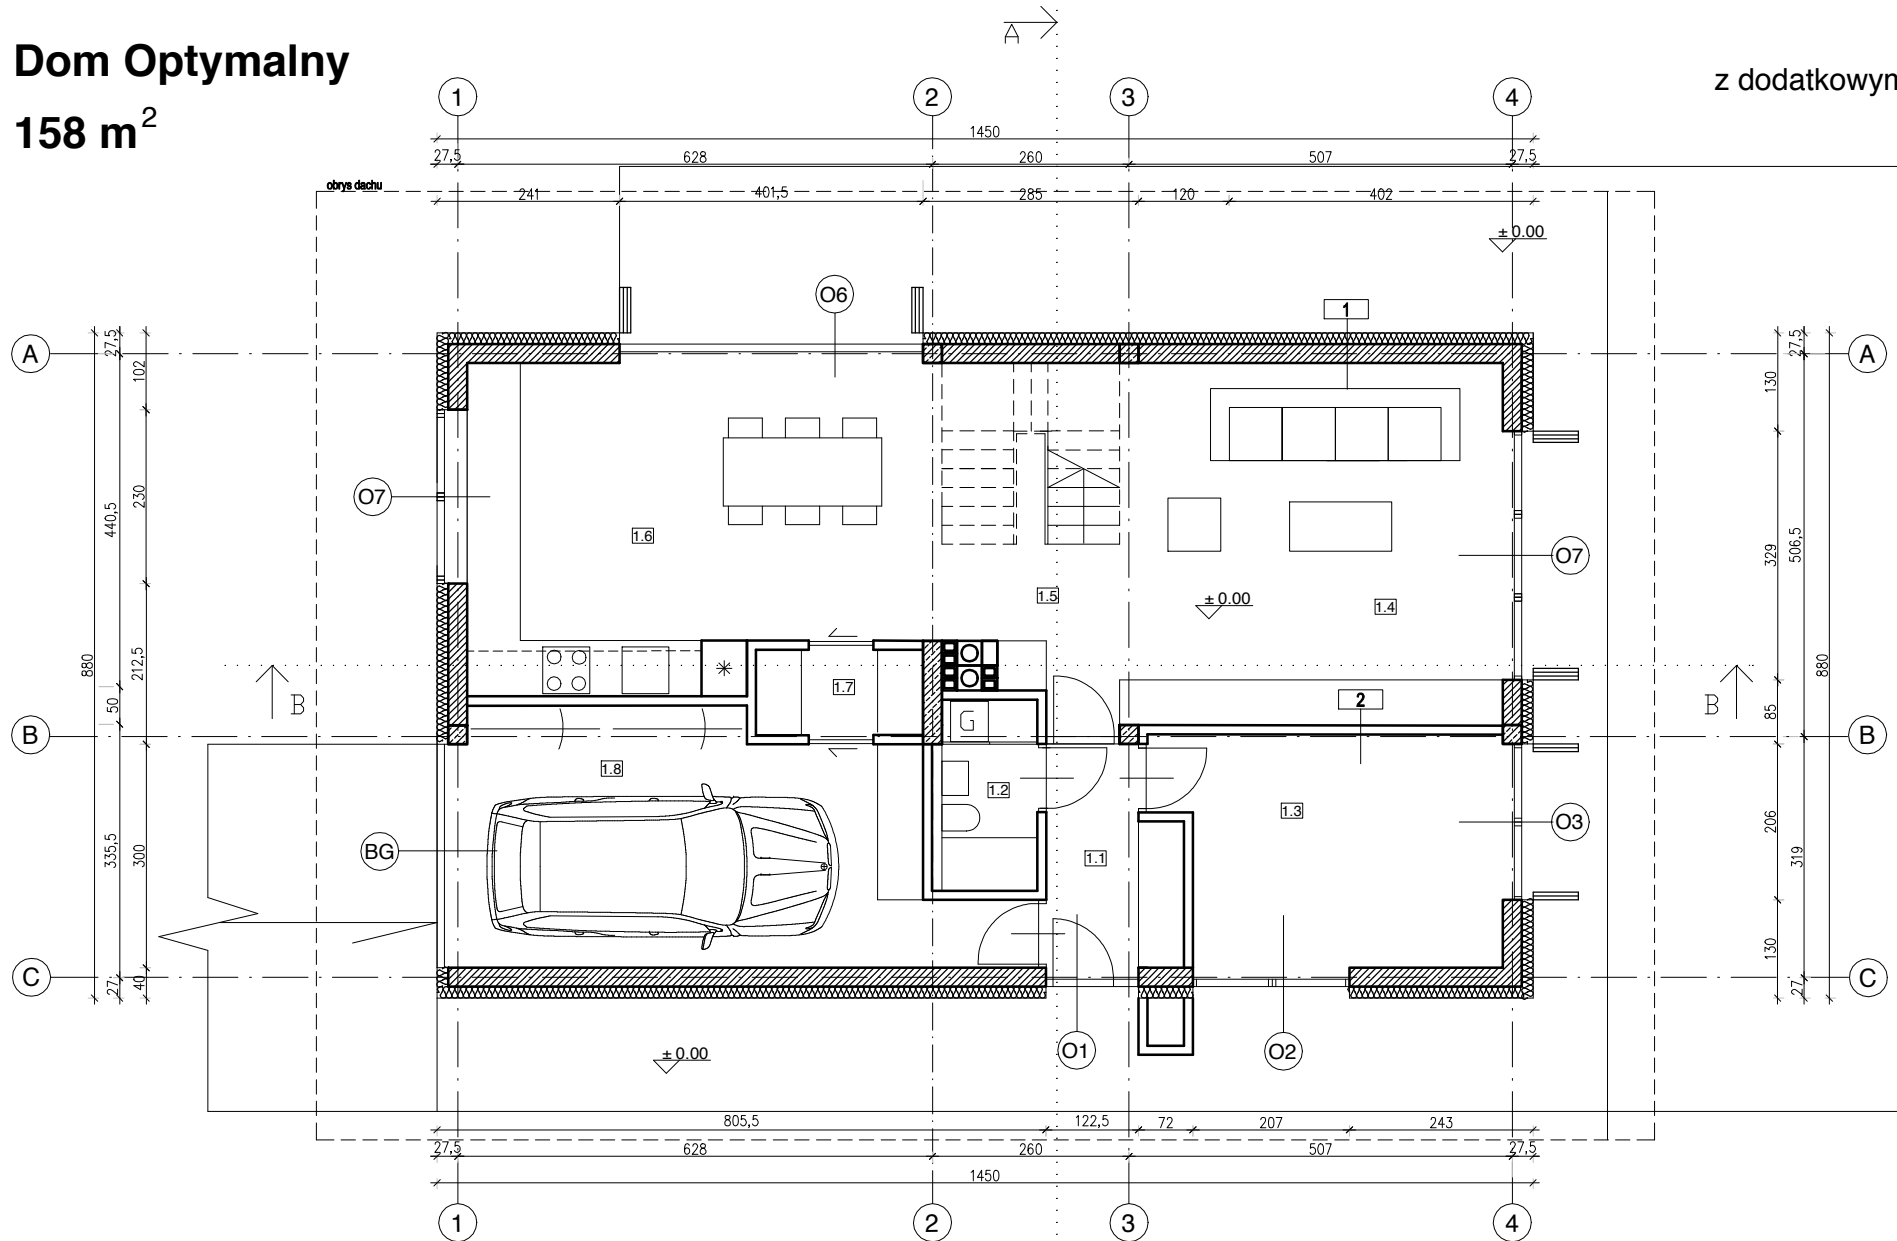 A
Dom Optymalny
z dodatkowym
158 m²
1 2 3 4
1450
27,5 628 260 507 27,5
obrys dachu
241 401,5 285 120 402
± 0.00
O6
1
A A
27,5 102 27,5 130
O7
230 440,5
1.6
O7
329 506,5
1.5 ± 0.00 1.4
880 212,5 50 880
B B
1.7
2
85
G
B B
1.8
1.2
1.3
206 319
O3
BG
335,5 300
1.1
130
C C
27 40 27
± 0.00
O1 O2
805,5 122,5 72 207 243
27,5 628 260 507 27,5
1450
1 2 3 4